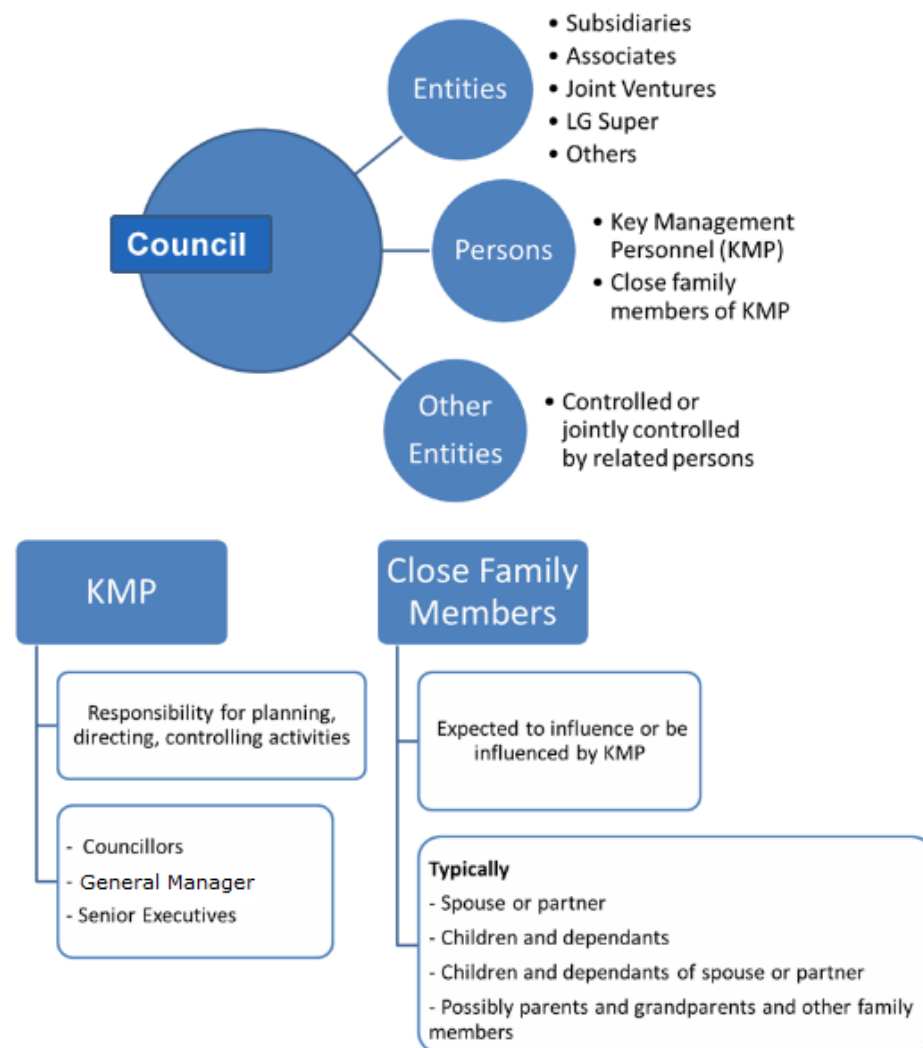 • Subsidiaries
• Associates
• Joint Ventures
• LG Super
• Others
Entities
Council
Persons
• Key Management
Personnel (KMP)
• Close family
members of KMP
Other
Entities
• Controlled or
jointly controlled
by related persons
KMP
Responsibility for planning,
directing, controlling activities
- Councillors
- General Manager
- Senior Executives
Close Family
Members
Expected to influence or be
influenced by KMP
Typically
- Spouse or partner
- Children and dependants
- Children and dependants of spouse or partner
- Possibly parents and grandparents and other family
members